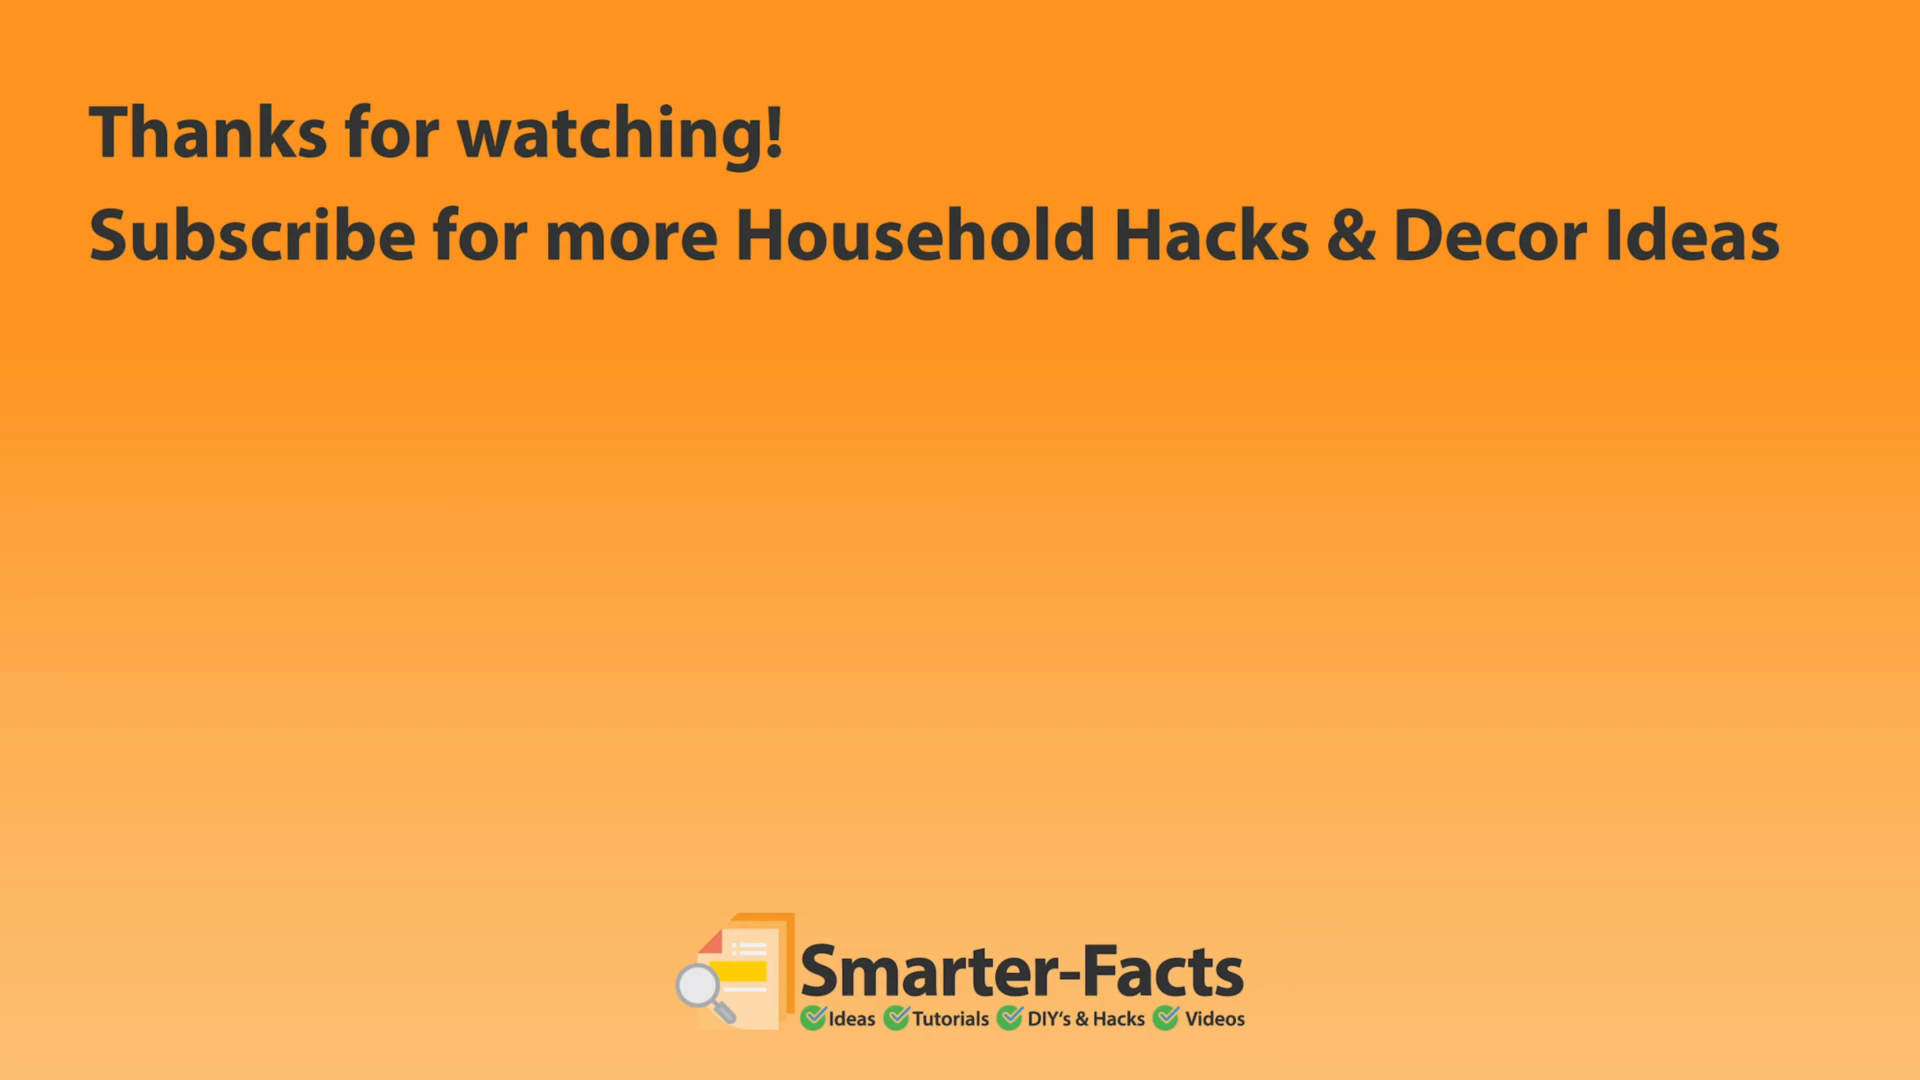 Thanks for watching!
Subscribe for more Household Hacks & Decor Ideas
Smarter-Facts
Ideas Tutorials DIY‘s & Hacks Videos